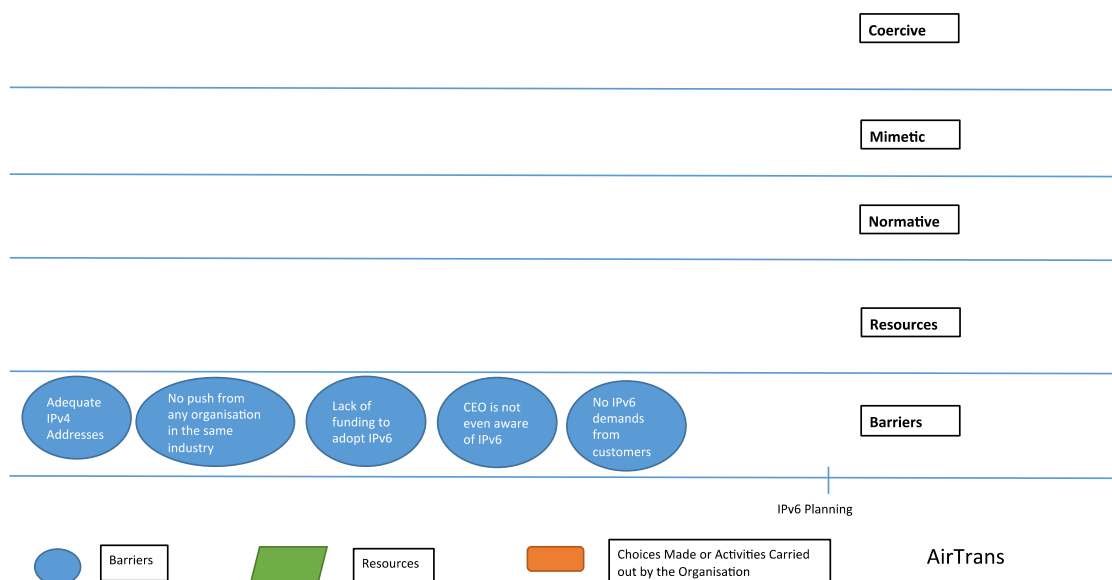 Coercive
Mimetic
Normative
Resources
Adequate
IPv4
Addresses
No push from
any organisation
in the same
industry
Lack of
funding to
adopt IPv6
CEO is not
even aware
of IPv6
No IPv6
demands
from
customers
Barriers
IPv6 Planning
Barriers
Resources
Choices Made or Activities Carried
out by the Organisation
AirTrans